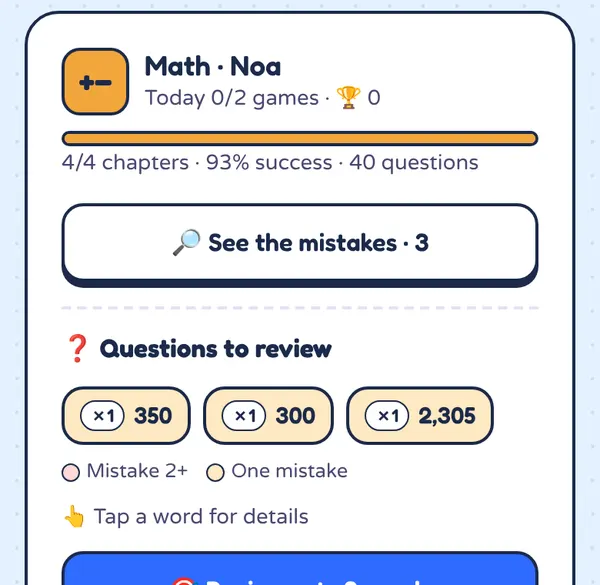 Math · Noa
Today 0/2 games · 🏆 0
4/4 chapters · 93% success · 40 questions
🔎 See the mistakes · 3
❓ Questions to review
×1 350 ×1 300 ×1 2,305
Mistake 2+ One mistake
👆 Tap a word for details